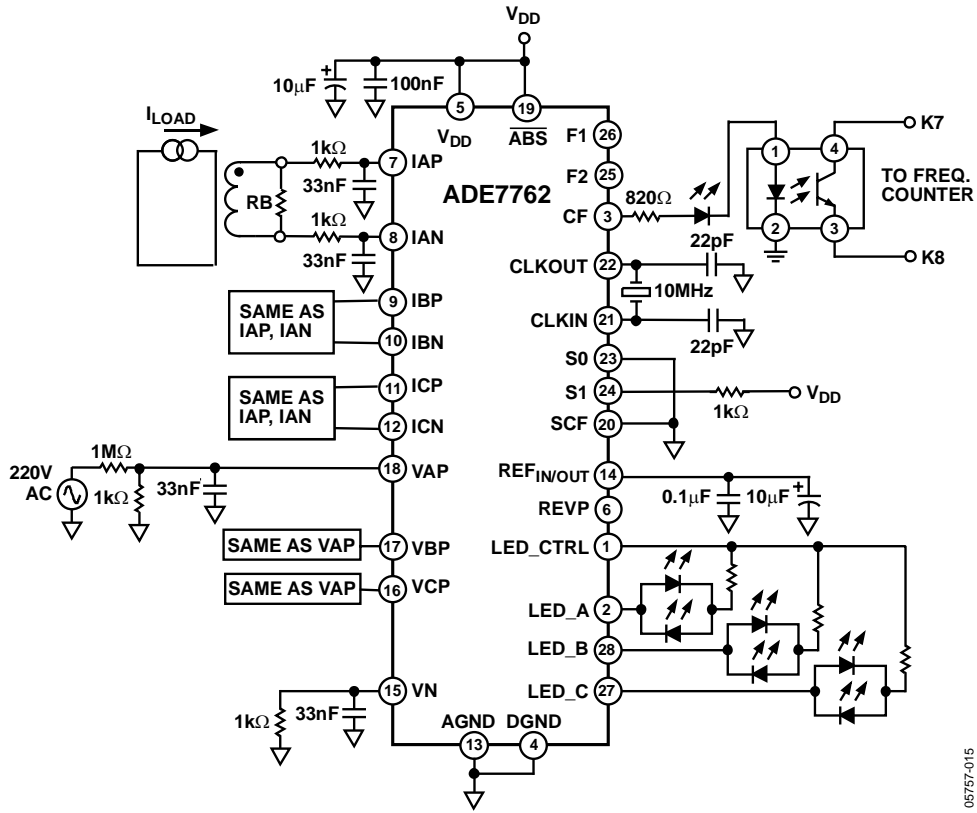 VDD
10μF
+
100nF
5
19
VDD
ABS
ILOAD
1kΩ
7
IAP
33nF
RB
1kΩ
8
IAN
33nF
SAME AS
IAP, IAN
9
IBP
10
IBN
SAME AS
IAP, IAN
11
ICP
12
ICN
1MΩ
220V
AC
1kΩ
33nF
18
VAP
SAME AS VAP
17
VBP
SAME AS VAP
16
VCP
15
VN
1kΩ
33nF
AGND
DGND
13
4
ADE7762
F1
26
F2
25
CF
3
820Ω
1
2
4
3
K7
TO FREQ.
COUNTER
K8
22pF
CLKOUT
22
10MHz
CLKIN
21
22pF
S0
23
S1
24
1kΩ
VDD
SCF
20
REFIN/OUT
14
0.1μF
10μF
+
REVP
6
LED_CTRL
1
LED_A
2
LED_B
28
LED_C
27
05757-015